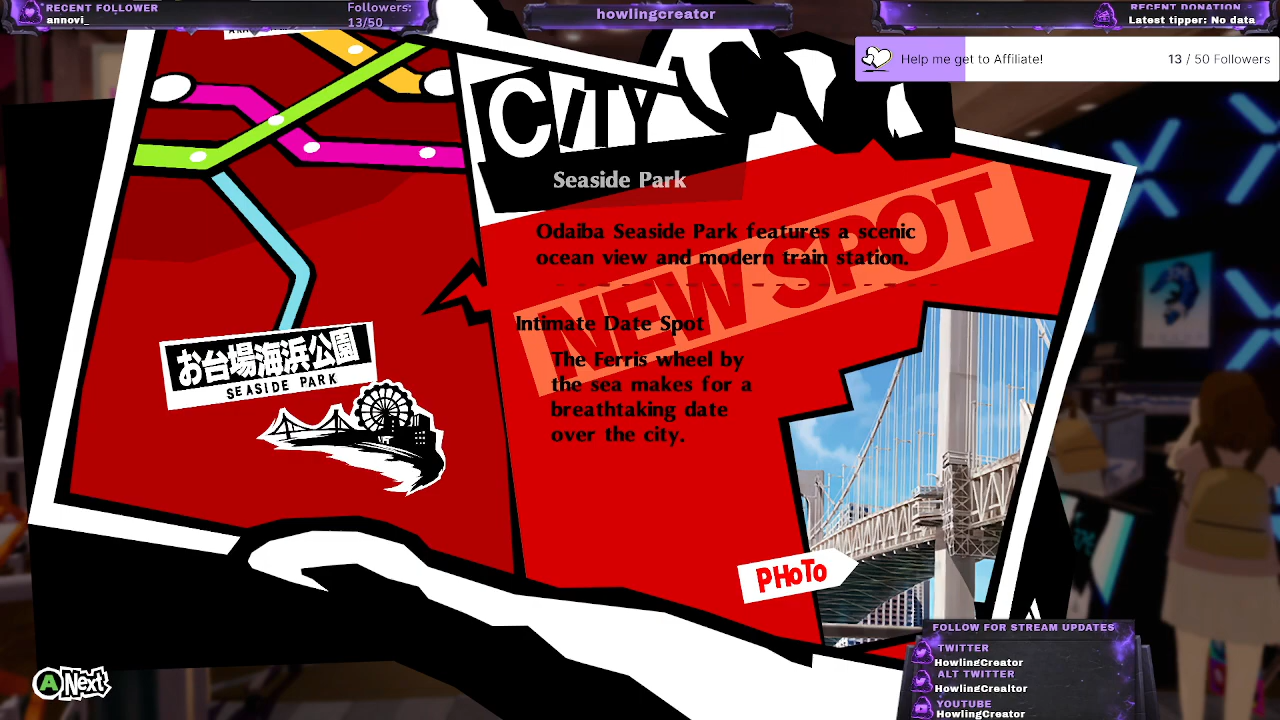 RECENT FOLLOWER
annovi_
Followers:
13/50
howlingcreator
RECENT DONATION
Latest tipper: No data
Help me get to Affiliate!
13 / 50 Followers
CITY
Seaside Park
NEW SPOT
Odaiba Seaside Park features a scenic
ocean view and modern train station.
Intimate Date Spot
The Ferris wheel by
the sea makes for a
breathtaking date
over the city.
お台場海浜公園
SEASIDE PARK
PHoTo
A Next
FOLLOW FOR STREAM UPDATES
TWITTER
HowlingCreator
ALT TWITTER
HowlingCrealtor
YOUTUBE
HowlingCreator